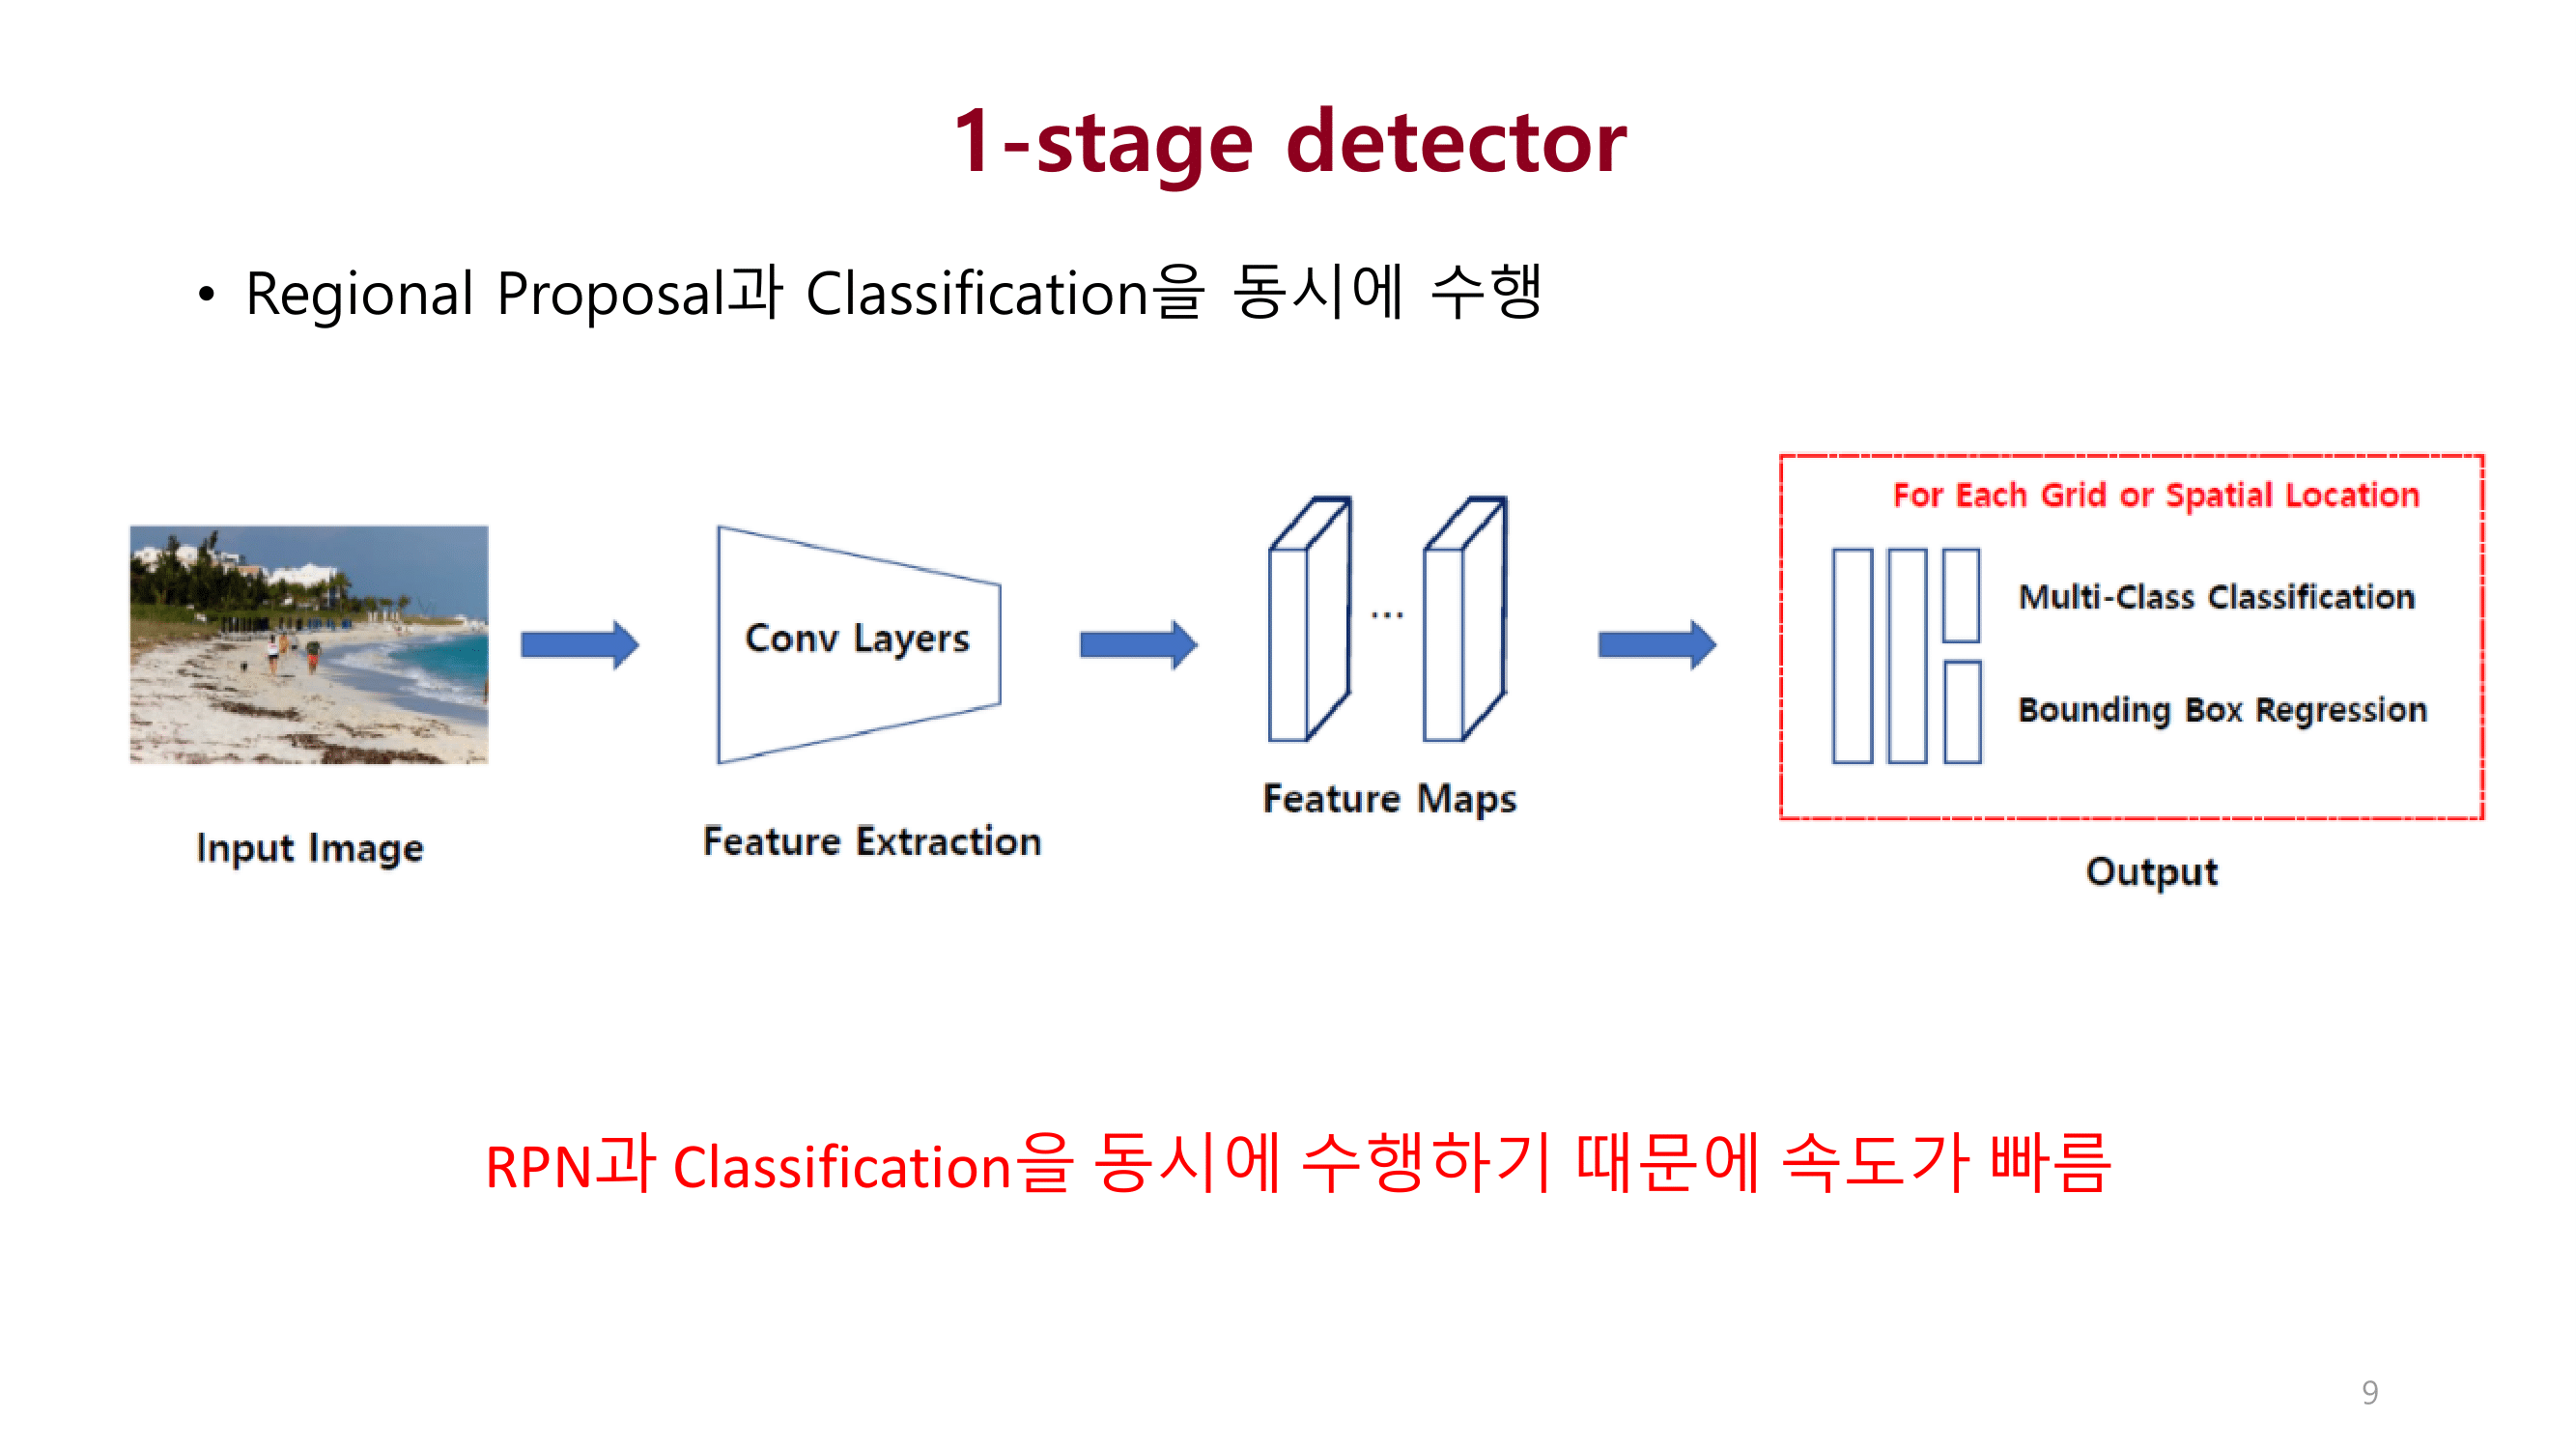 1-stage detector
• Regional Proposal과 Classification을 동시에 수행
For Each Grid or Spatial Location
Multi-Class Classification
Conv Layers
...
Bounding Box Regression
Feature Maps
Input Image
Feature Extraction
Output
RPN과 Classification을 동시에 수행하기 때문에 속도가 빠름
9